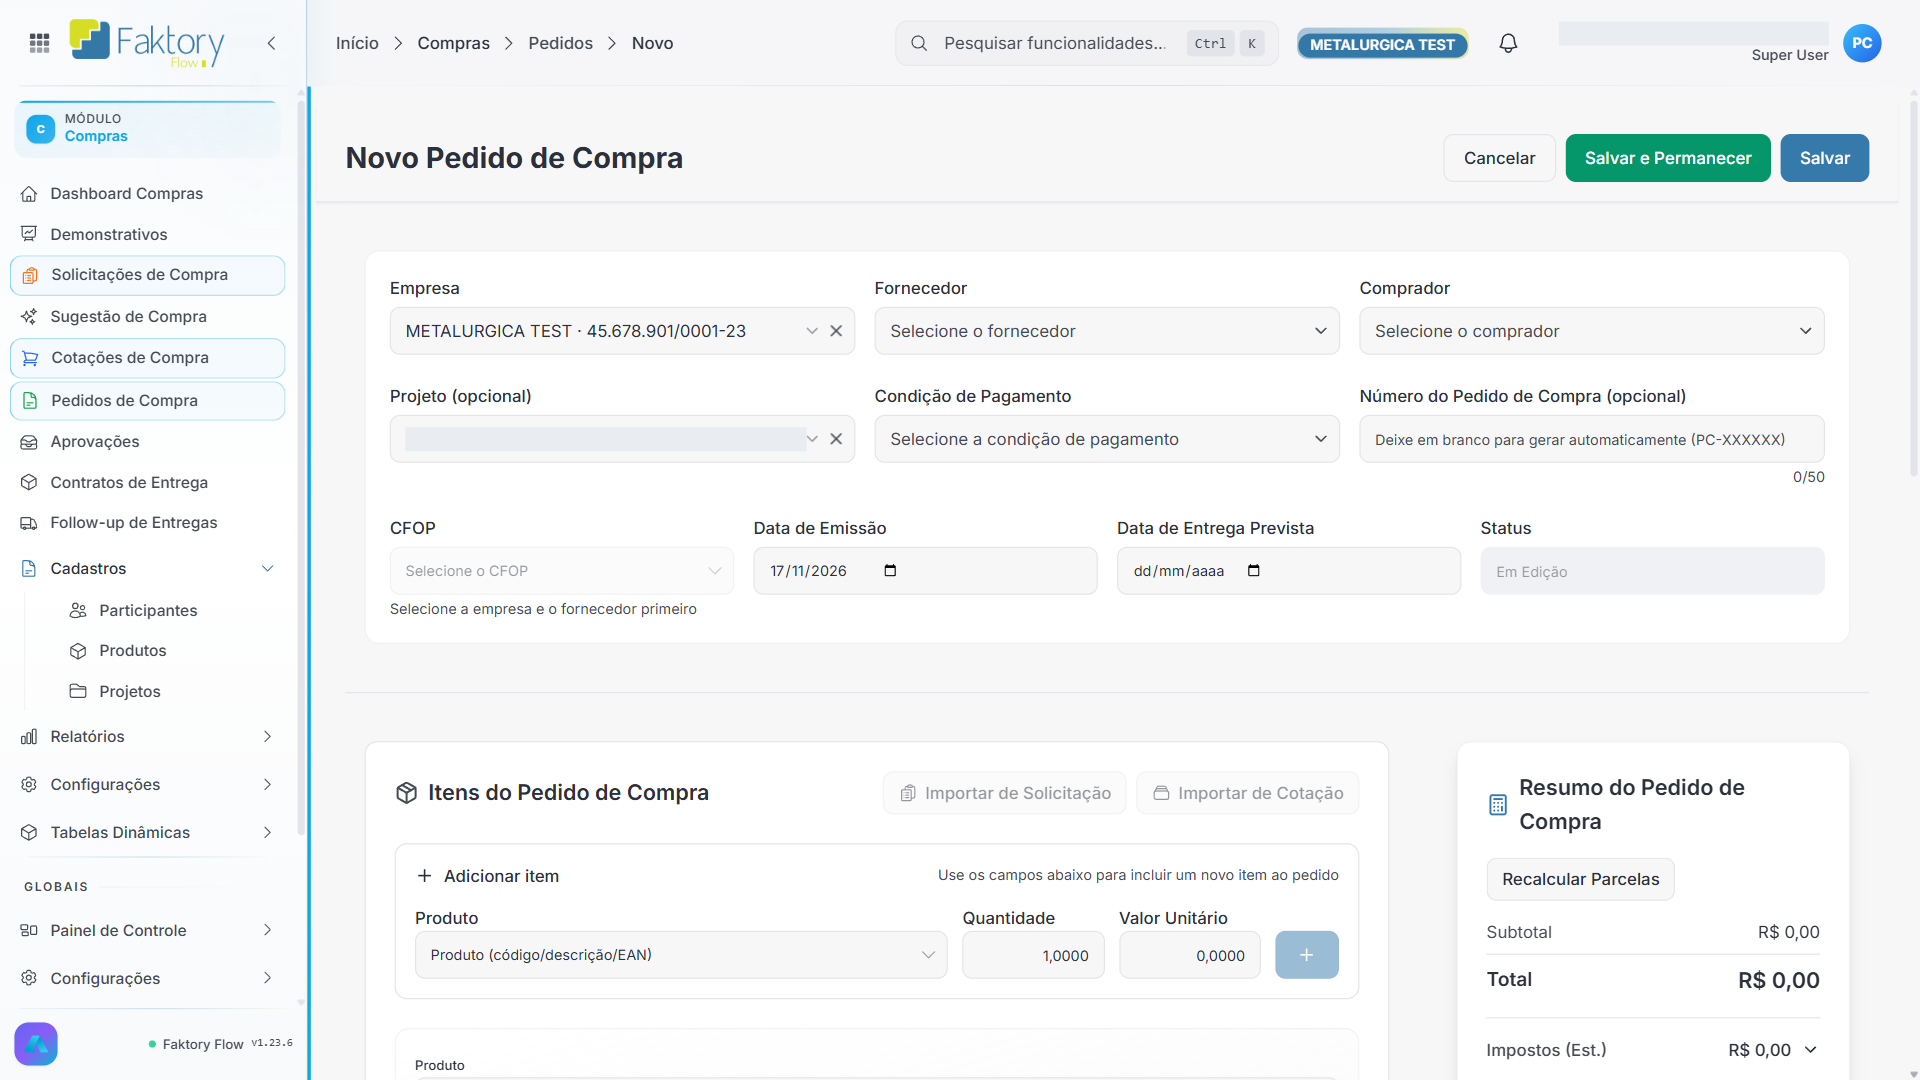 Faktory
Flow
Início
Compras
Pedidos
Novo
Pesquisar funcionalidades...
Ctrl
K
METALURGICA TEST
Super User
PC
C
MÓDULO
Compras
Dashboard Compras
Demonstrativos
Solicitações de Compra
Sugestão de Compra
Cotações de Compra
Pedidos de Compra
Aprovações
Contratos de Entrega
Follow-up de Entregas
Cadastros
Participantes
Produtos
Projetos
Relatórios
Configurações
Tabelas Dinâmicas
GLOBAIS
Painel de Controle
Configurações
Faktory Flow v1.23.6
Novo Pedido de Compra
Cancelar
Salvar e Permanecer
Salvar
Empresa
METALURGICA TEST · 45.678.901/0001-23
Fornecedor
Selecione o fornecedor
Comprador
Selecione o comprador
Projeto (opcional)
Condição de Pagamento
Selecione a condição de pagamento
Número do Pedido de Compra (opcional)
Deixe em branco para gerar automaticamente (PC-XXXXXX)
0/50
CFOP
Selecione o CFOP
Selecione a empresa e o fornecedor primeiro
Data de Emissão
17/11/2026
Data de Entrega Prevista
dd/mm/aaaa
Status
Em Edição
Itens do Pedido de Compra
Importar de Solicitação
Importar de Cotação
Adicionar item
Use os campos abaixo para incluir um novo item ao pedido
Produto
Produto (código/descrição/EAN)
Quantidade
1,0000
Valor Unitário
0,0000
+
Produto
Resumo do Pedido de
Compra
Recalcular Parcelas
Subtotal R$ 0,00
Total R$ 0,00
Impostos (Est.) R$ 0,00